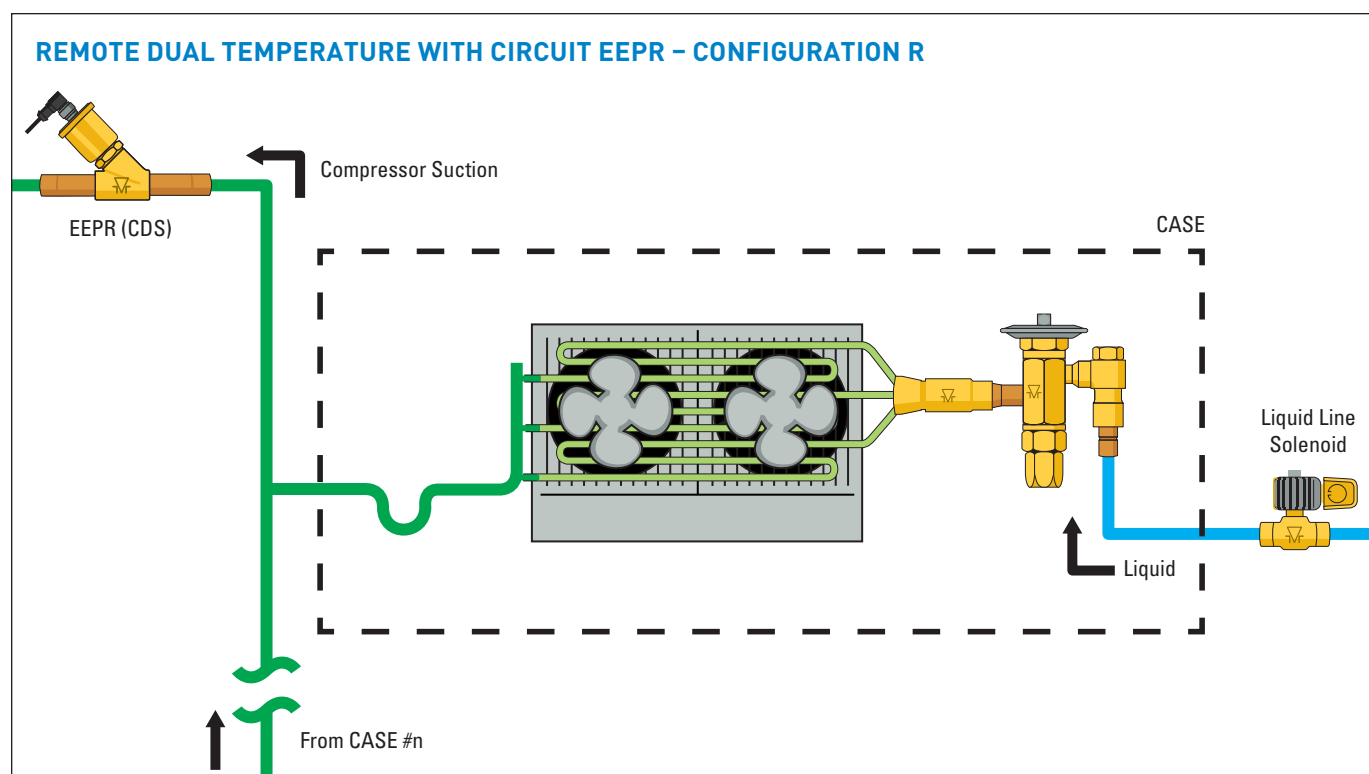 REMOTE DUAL TEMPERATURE WITH CIRCUIT EEPR – CONFIGURATION R
Compressor Suction
EEPR (CDS)
CASE
Liquid Line
Solenoid
Liquid
From CASE #n